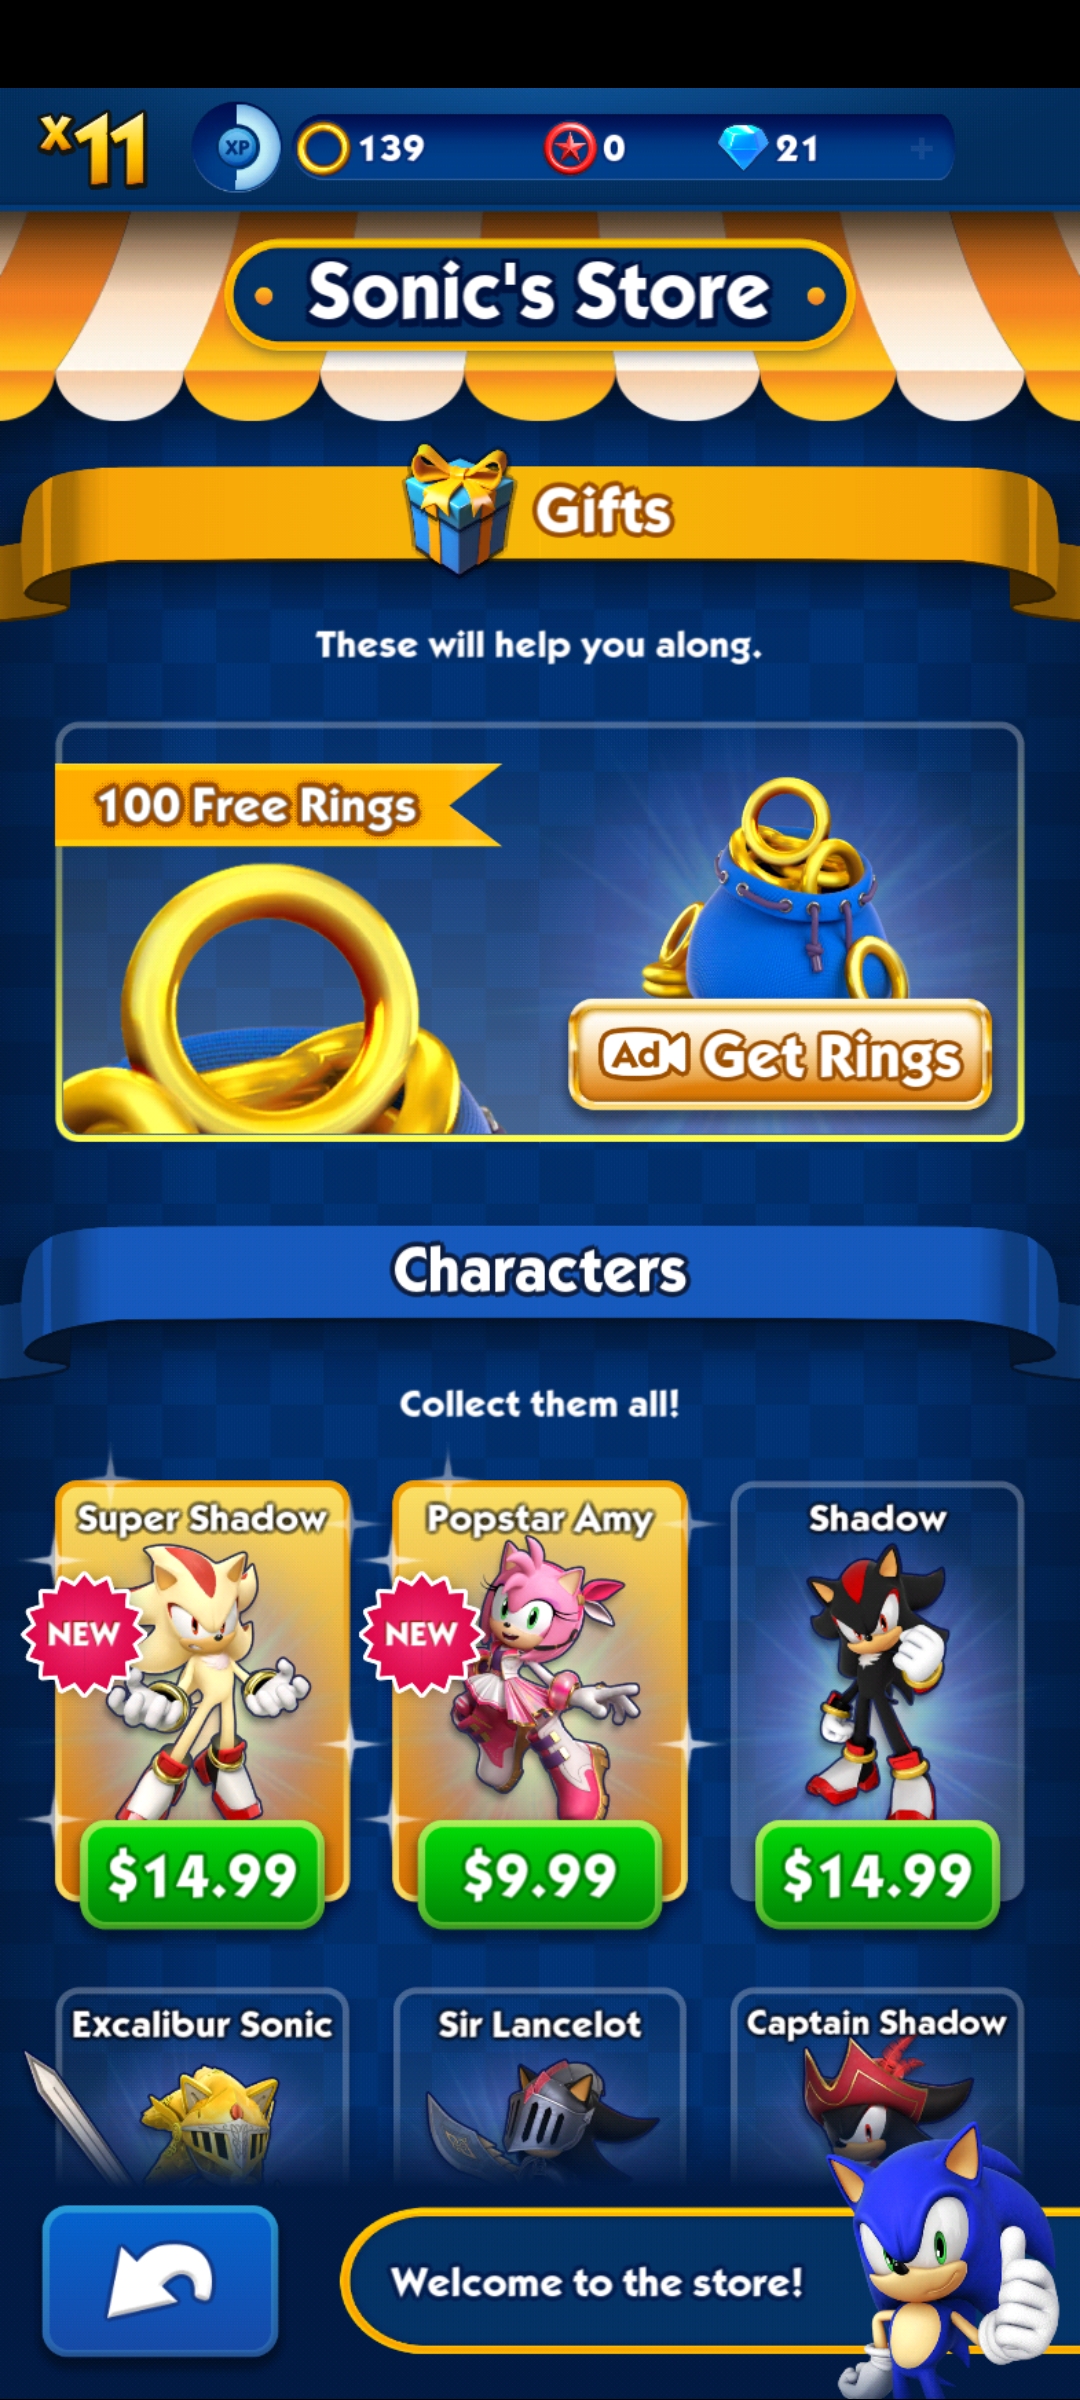 x11
XP
139
0
21
Sonic's Store
Gifts
These will help you along.
100 Free Rings
Ad Get Rings
Characters
Collect them all!
Super Shadow
Popstar Amy
Shadow
NEW
NEW
$14.99
$9.99
$14.99
Excalibur Sonic
Sir Lancelot
Captain Shadow
Welcome to the store!